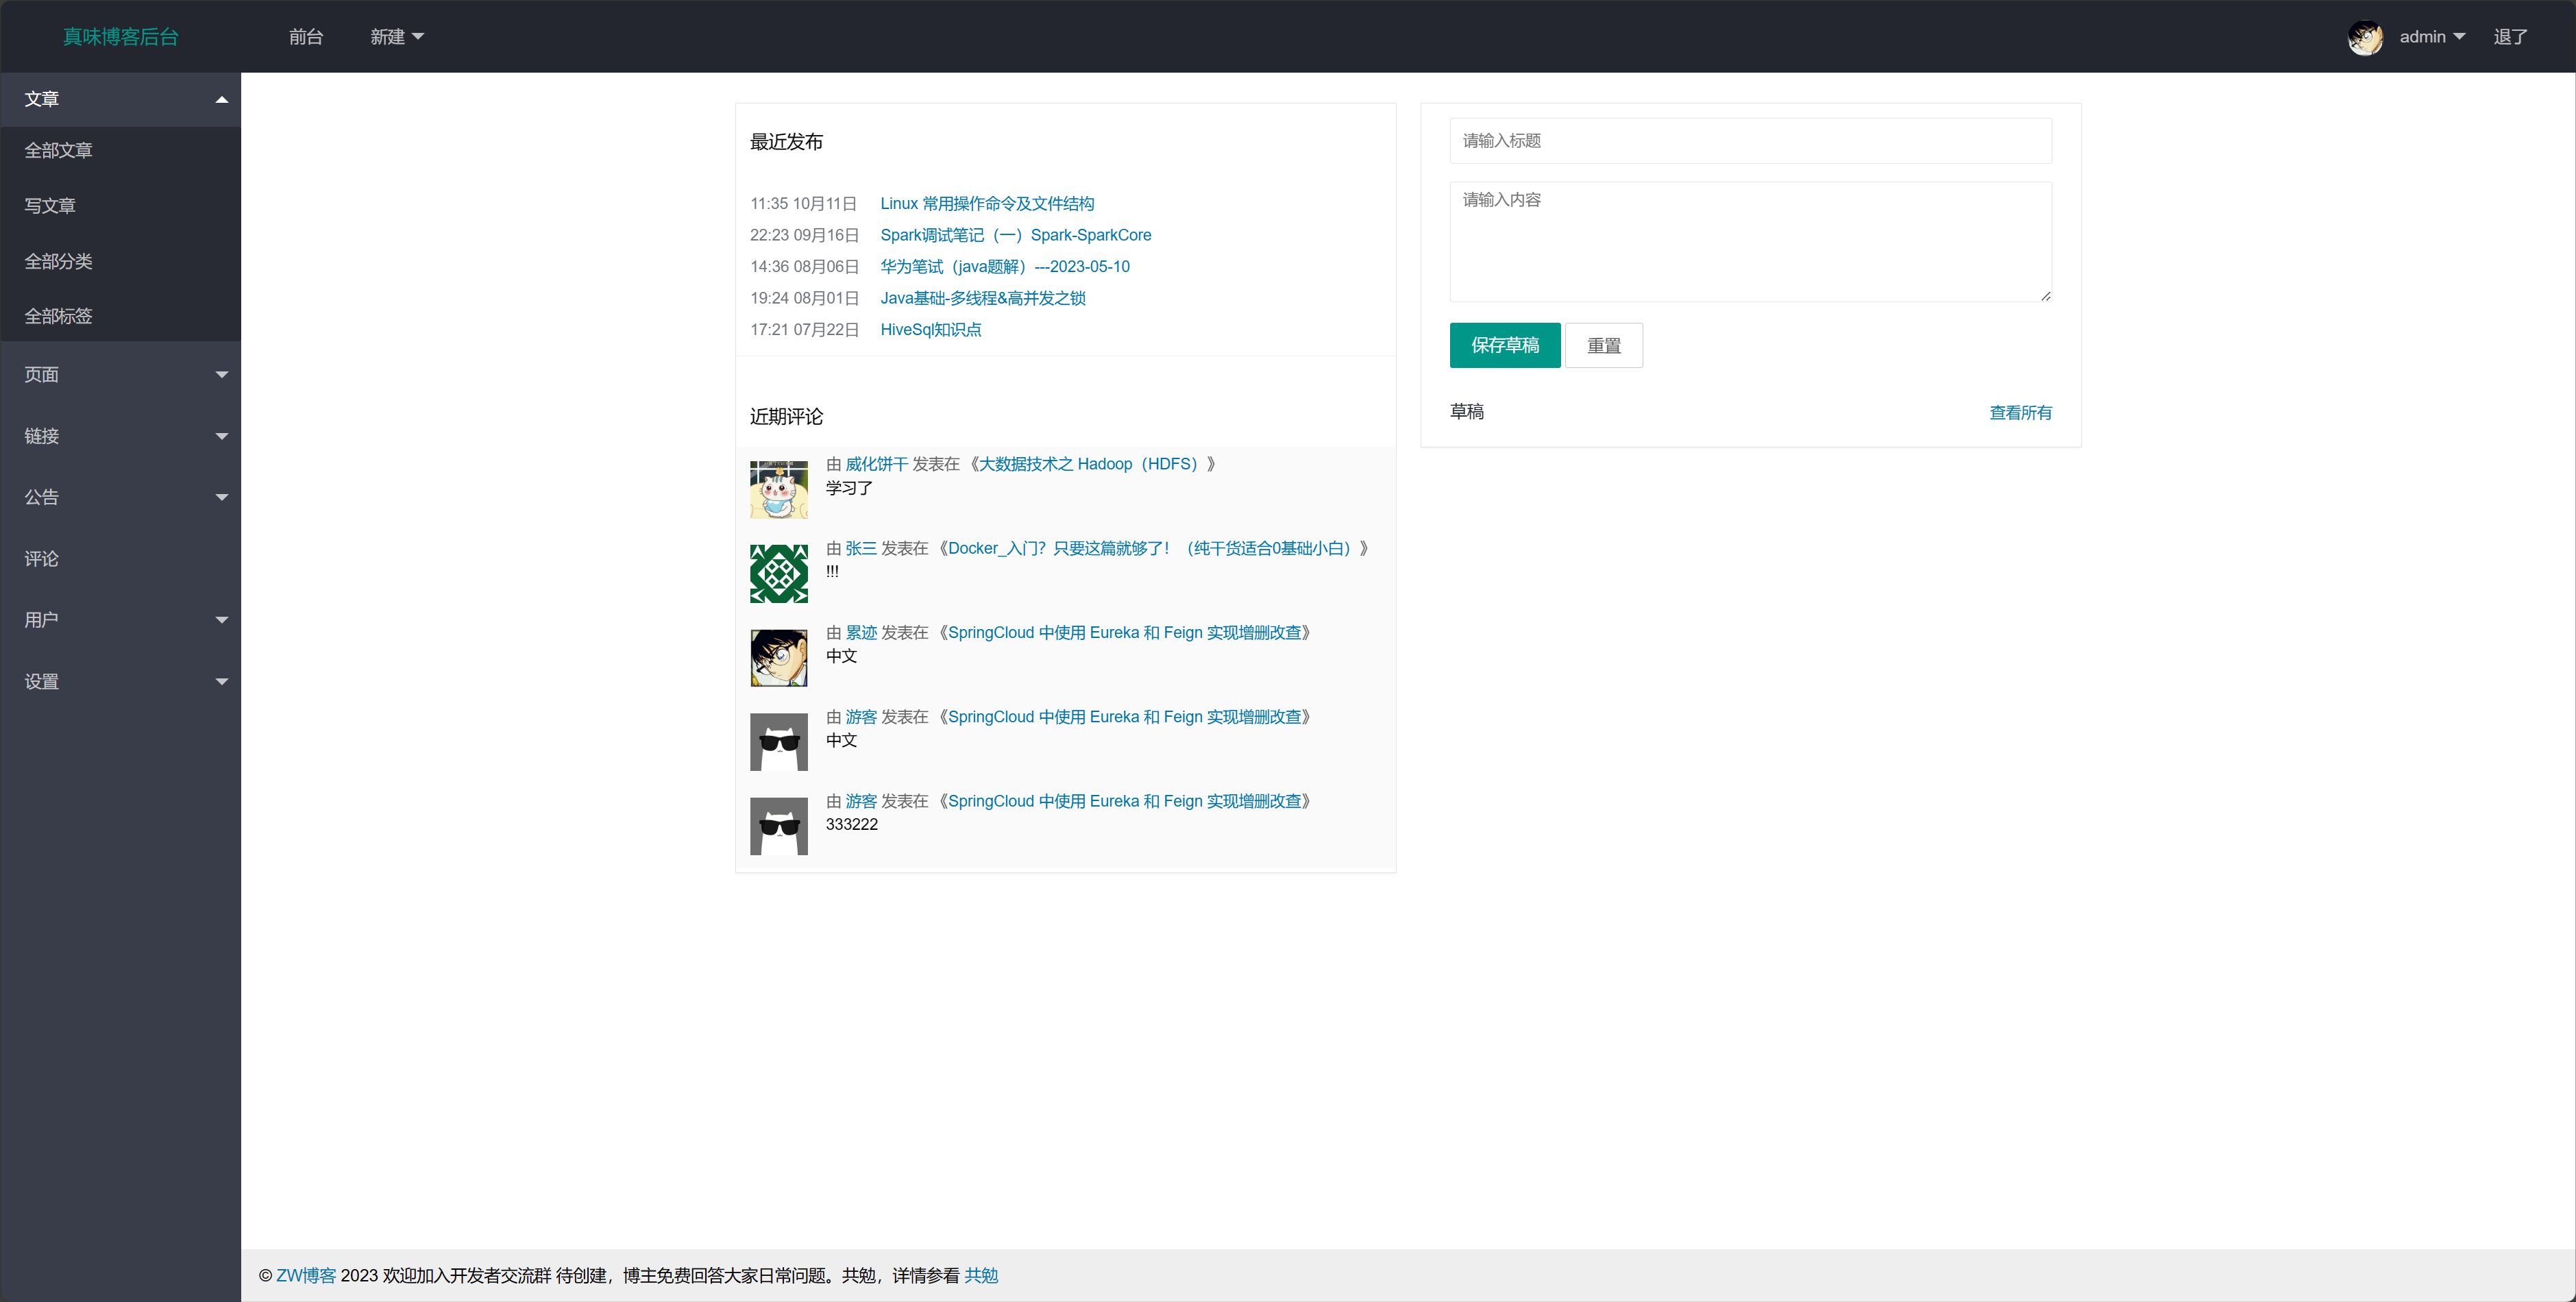 真味博客后台
前台
新建
admin
退了
文章
全部文章
写文章
全部分类
全部标签
页面
链接
公告
评论
用户
设置
最近发布
11:35 10月11日 Linux 常用操作命令及文件结构
22:23 09月16日 Spark调试笔记（一）Spark-SparkCore
14:36 08月06日 华为笔试（java题解）---2023-05-10
19:24 08月01日 Java基础-多线程&高并发之锁
17:21 07月22日 HiveSql知识点
近期评论
由 威化饼干 发表在 《大数据技术之 Hadoop（HDFS）》
学习了
由 张三 发表在 《Docker_入门？只要这篇就够了！（纯干货适合0基础小白）》
!!!
由 累迹 发表在 《SpringCloud 中使用 Eureka 和 Feign 实现增删改查》
中文
由 游客 发表在 《SpringCloud 中使用 Eureka 和 Feign 实现增删改查》
中文
由 游客 发表在 《SpringCloud 中使用 Eureka 和 Feign 实现增删改查》
333222
请输入标题
请输入内容
保存草稿
重置
草稿
查看所有
© ZW博客 2023 欢迎加入开发者交流群 待创建，博主免费回答大家日常问题。共勉，详情参看 共勉